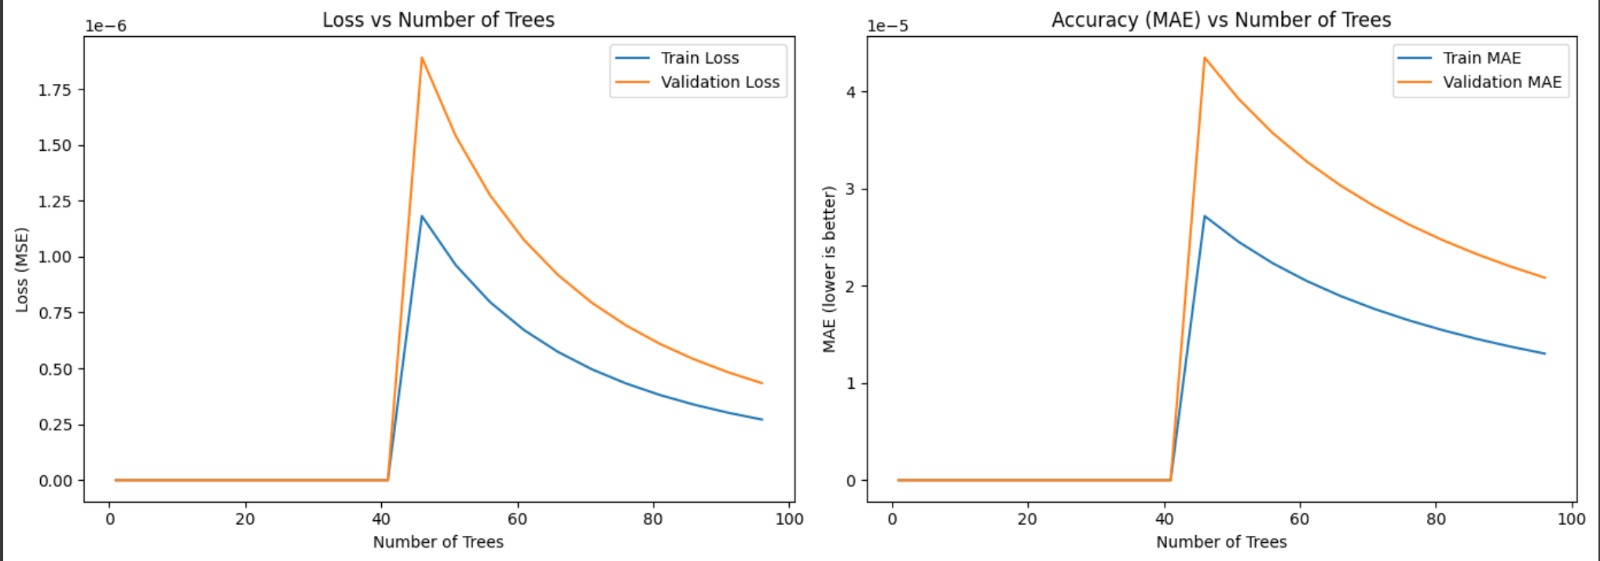 Loss vs Number of Trees
1e−6
Train Loss
Validation Loss
1.75
1.50
1.25
1.00
0.75
0.50
0.25
0.00
Loss (MSE)
0 20 40 60 80 100
Number of Trees
Accuracy (MAE) vs Number of Trees
1e−5
Train MAE
Validation MAE
4
3
2
1
0
MAE (lower is better)
0 20 40 60 80 100
Number of Trees